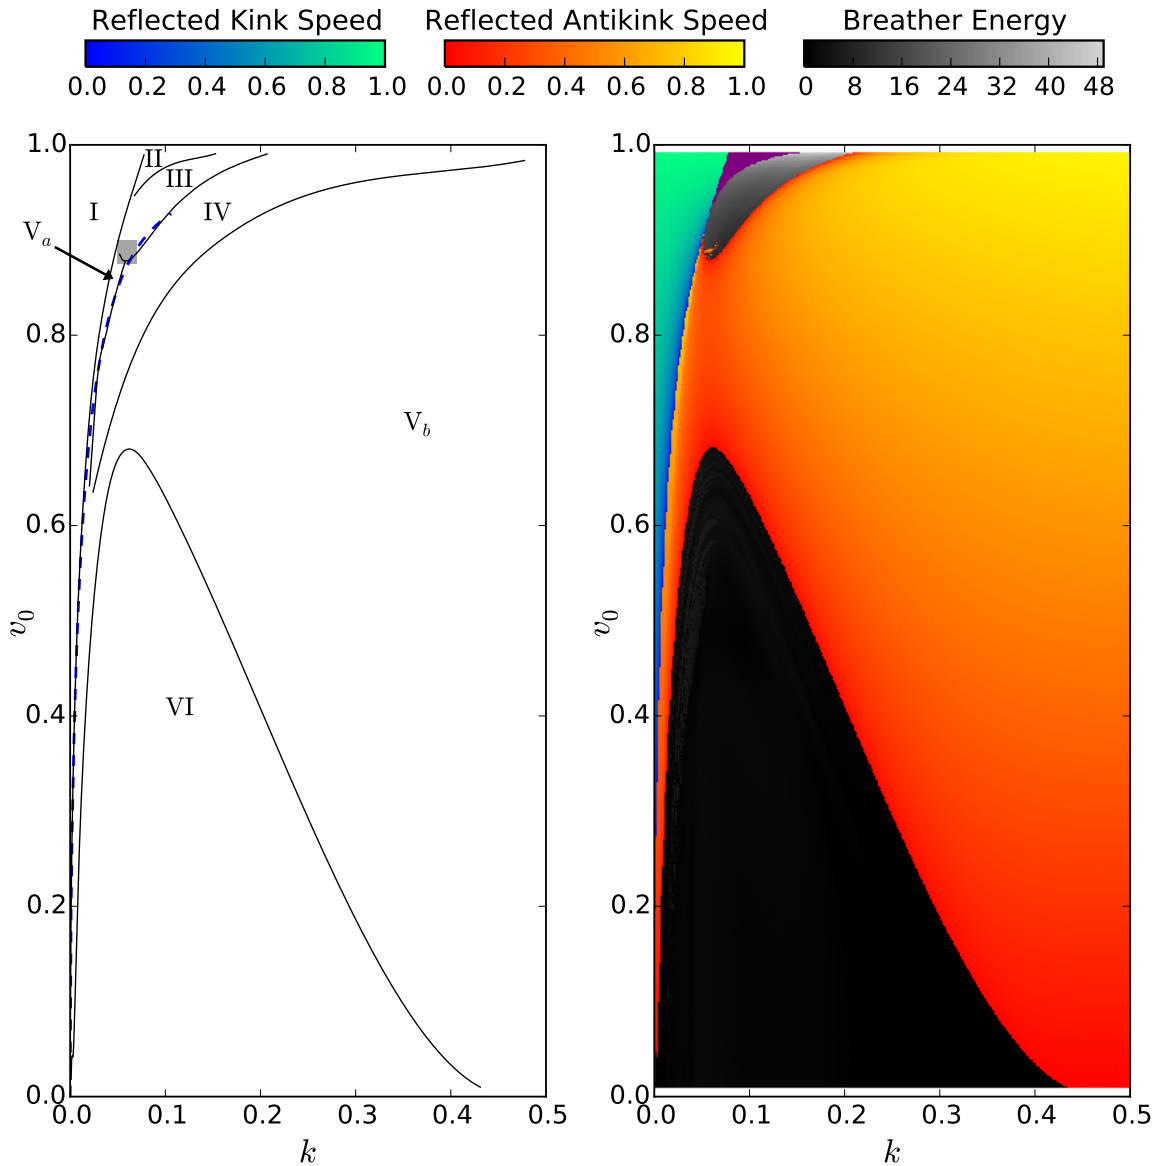 Reflected Kink Speed
0.0 0.2 0.4 0.6 0.8 1.0
Reflected Antikink Speed
0.0 0.2 0.4 0.6 0.8 1.0
Breather Energy
0 8 16 24 32 40 48
1.0
0.8
0.6
0.4
0.2
0.0
v₀
I
II
III
IV
Vₐ
V_b
VI
0.0 0.1 0.2 0.3 0.4 0.5
k
1.0
0.8
0.6
0.4
0.2
0.0
v₀
0.0 0.1 0.2 0.3 0.4 0.5
k